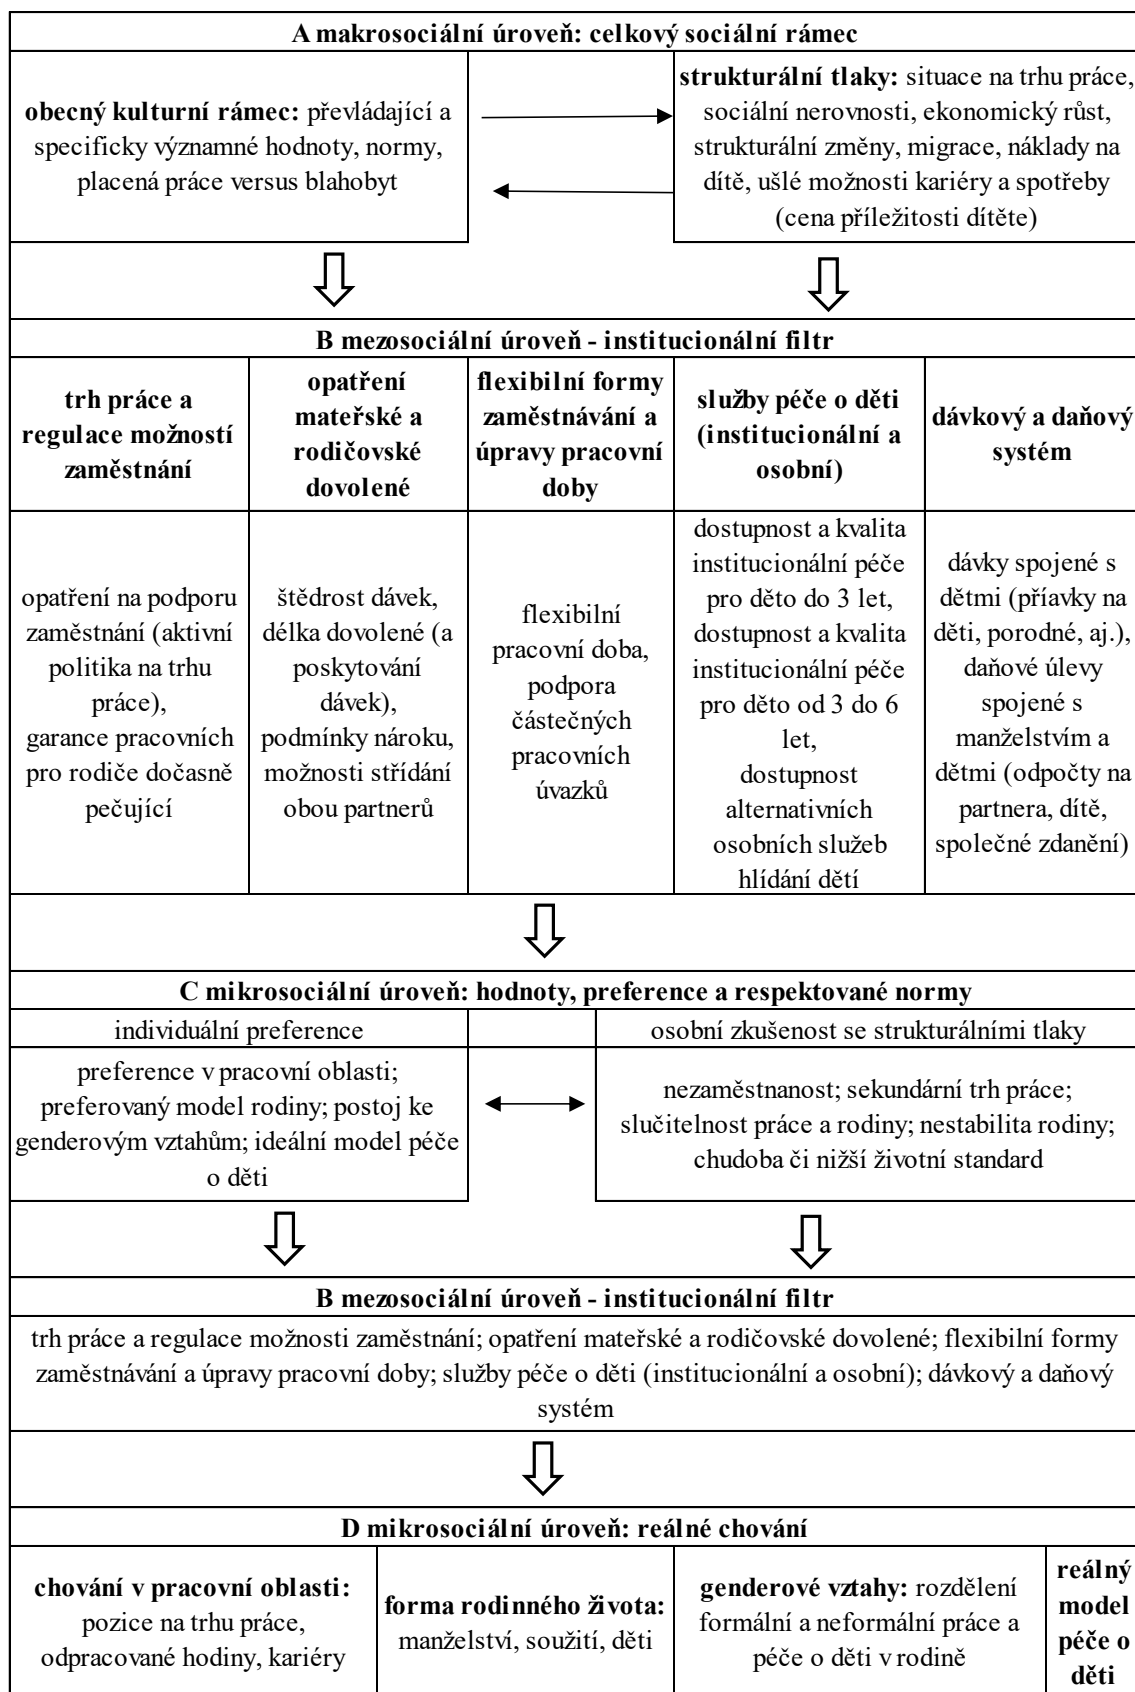 A makrosociální úroveň: celkový sociální rámec
obecný kulturní rámec: převládající a
specificky významné hodnoty, normy,
placená práce versus blahobyt
strukturální tlaky: situace na trhu práce,
sociální nerovnosti, ekonomický růst,
strukturální změny, migrace, náklady na
dítě, ušlé možnosti kariéry a spotřeby
(cena příležitosti dítěte)
B mezosociální úroveň - institucionální filtr
trh práce a
regulace možností
zaměstnání
opatření
mateřské a
rodičovské
dovolené
flexibilní formy
zaměstnávání a
úpravy pracovní
doby
služby péče o děti
(institucionální a
osobní)
dávkový a daňový
systém
opatření na podporu
zaměstnání (aktivní
politika na trhu
práce),
garance pracovních
pro rodiče dočasně
pečující
štědrost dávek,
délka dovolené (a
poskytování
dávek),
podmínky nároku,
možnosti střídání
obou partnerů
flexibilní
pracovní doba,
podpora
částečných
pracovních
úvazků
dostupnost a kvalita
institucionální péče
pro děto do 3 let,
dostupnost a kvalita
institucionální péče
pro děto od 3 do 6
let,
dostupnost
alternativních
osobních služeb
hlídání dětí
dávky spojené s
dětmi (příavky na
děti, porodné, aj.),
daňové úlevy
spojené s
manželstvím a
dětmi (odpočty na
partnera, dítě,
společné zdanění)
C mikrosociální úroveň: hodnoty, preference a respektované normy
individuální preference
osobní zkušenost se strukturálními tlaky
preference v pracovní oblasti;
preferovaný model rodiny; postoj ke
genderovým vztahům; ideální model péče
o děti
nezaměstnanost; sekundární trh práce;
slučitelnost práce a rodiny; nestabilita rodiny;
chudoba či nižší životní standard
B mezosociální úroveň - institucionální filtr
trh práce a regulace možnosti zaměstnání; opatření mateřské a rodičovské dovolené; flexibilní formy
zaměstnávání a úpravy pracovní doby; služby péče o děti (institucionální a osobní); dávkový a daňový
systém
D mikrosociální úroveň: reálné chování
chování v pracovní oblasti:
pozice na trhu práce,
odpracované hodiny, kariéry
forma rodinného života:
manželství, soužití, děti
genderové vztahy: rozdělení
formální a neformální práce a
péče o děti v rodině
reálný
model
péče o
děti